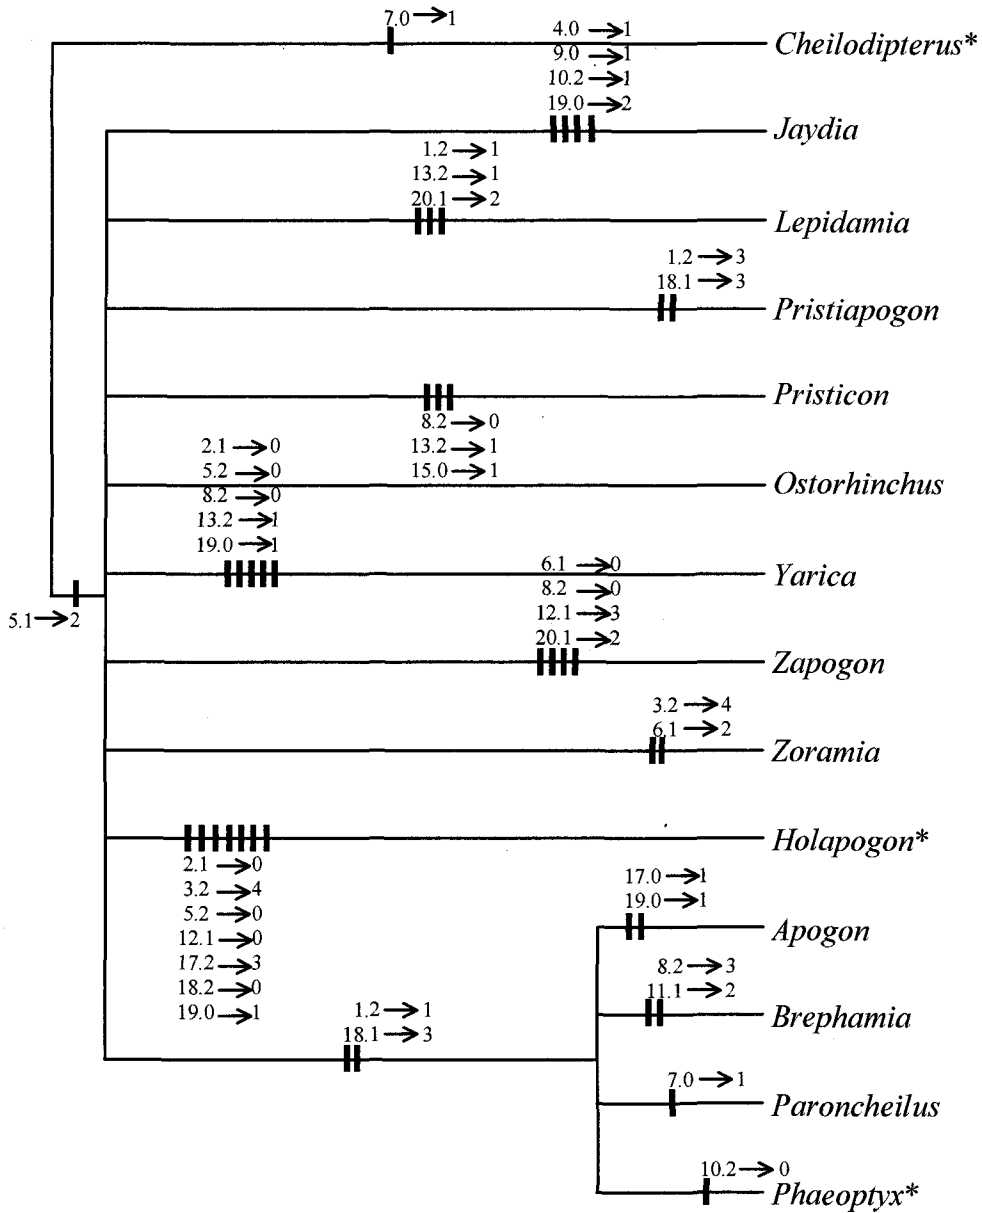 7.0→1
Cheilodipterus*
4.0→1
9.0→1
10.2→1
19.0→2
Jaydia
1.2→1
13.2→1
20.1→2
Lepidamia
1.2→3
18.1→3
Pristiapogon
Pristicon
8.2→0
13.2→1
15.0→1
Ostorhinchus
2.1→0
5.2→0
8.2→0
13.2→1
19.0→1
Yarica
5.1→2
6.1→0
8.2→0
12.1→3
20.1→2
Zapogon
3.2→4
6.1→2
Zoramia
Holapogon*
2.1→0
3.2→4
5.2→0
12.1→0
17.2→3
18.2→0
19.0→1
17.0→1
19.0→1
Apogon
8.2→3
11.1→2
Brephamia
1.2→1
18.1→3
7.0→1
Paroncheilus
10.2→0
Phaeoptyx*